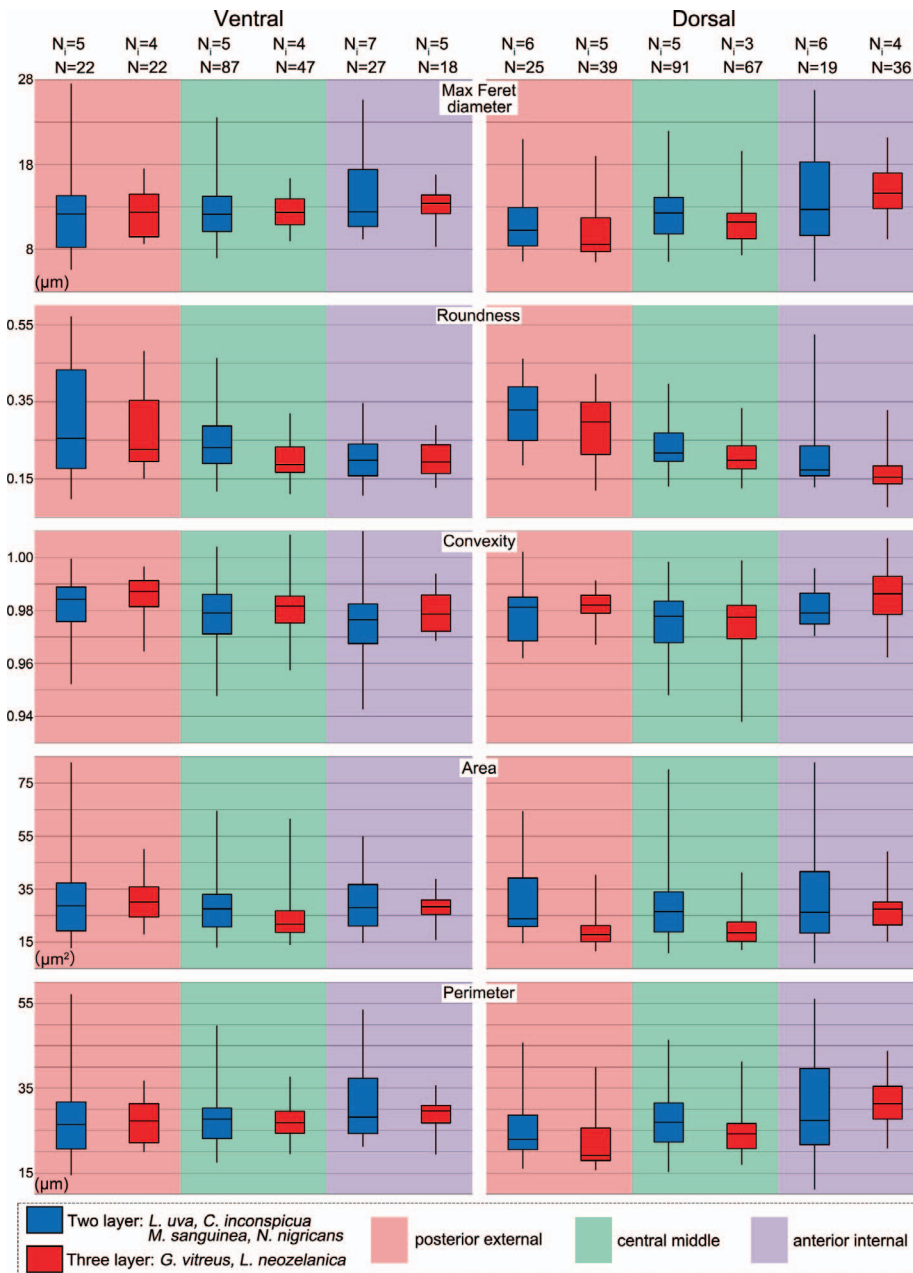 Ventral Dorsal
Nᵢ=5 Nᵢ=4 Nᵢ=5 Nᵢ=4 Nᵢ=7 Nᵢ=5 Nᵢ=6 Nᵢ=5 Nᵢ=5 Nᵢ=3 Nᵢ=6 Nᵢ=4
N=22 N=22 N=87 N=47 N=27 N=18 N=25 N=39 N=91 N=67 N=19 N=36
28
Max Feret
diameter
18
8
(µm)
Roundness
0.55
0.35
0.15
Convexity
1.00
0.98
0.96
0.94
Area
75
55
35
15
(µm²)
Perimeter
55
35
15
(µm)
Two layer: L. uva, C. inconspicua
M. sanguinea, N. nigricans
Three layer: G. vitreus, L. neozelanica
posterior external
central middle
anterior internal